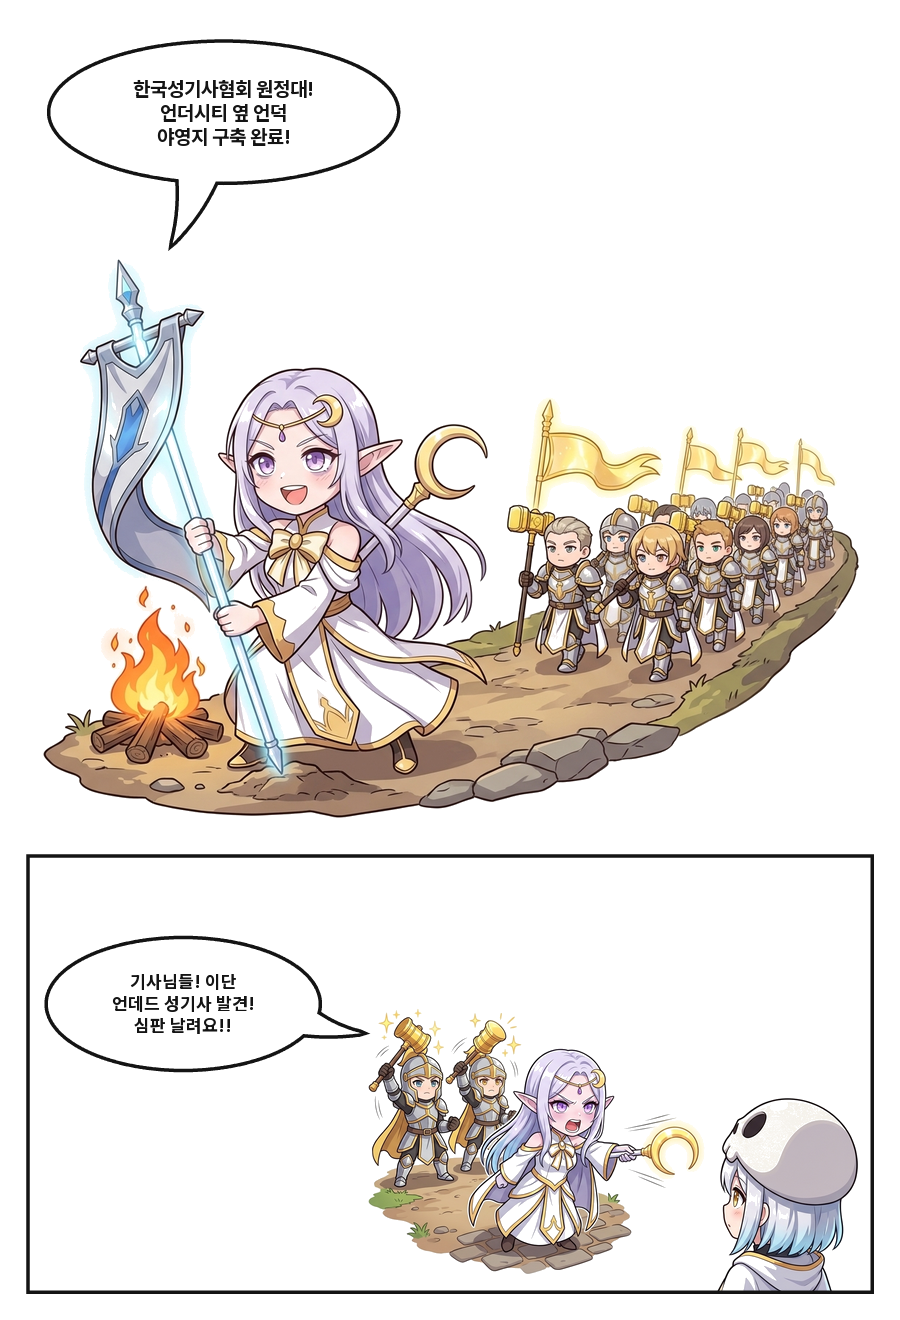 한국성기사협회 원정대!
언더시티 옆 언덕
야영지 구축 완료!
기사님들! 이단
언데드 성기사 발견!
심판 날려요!!